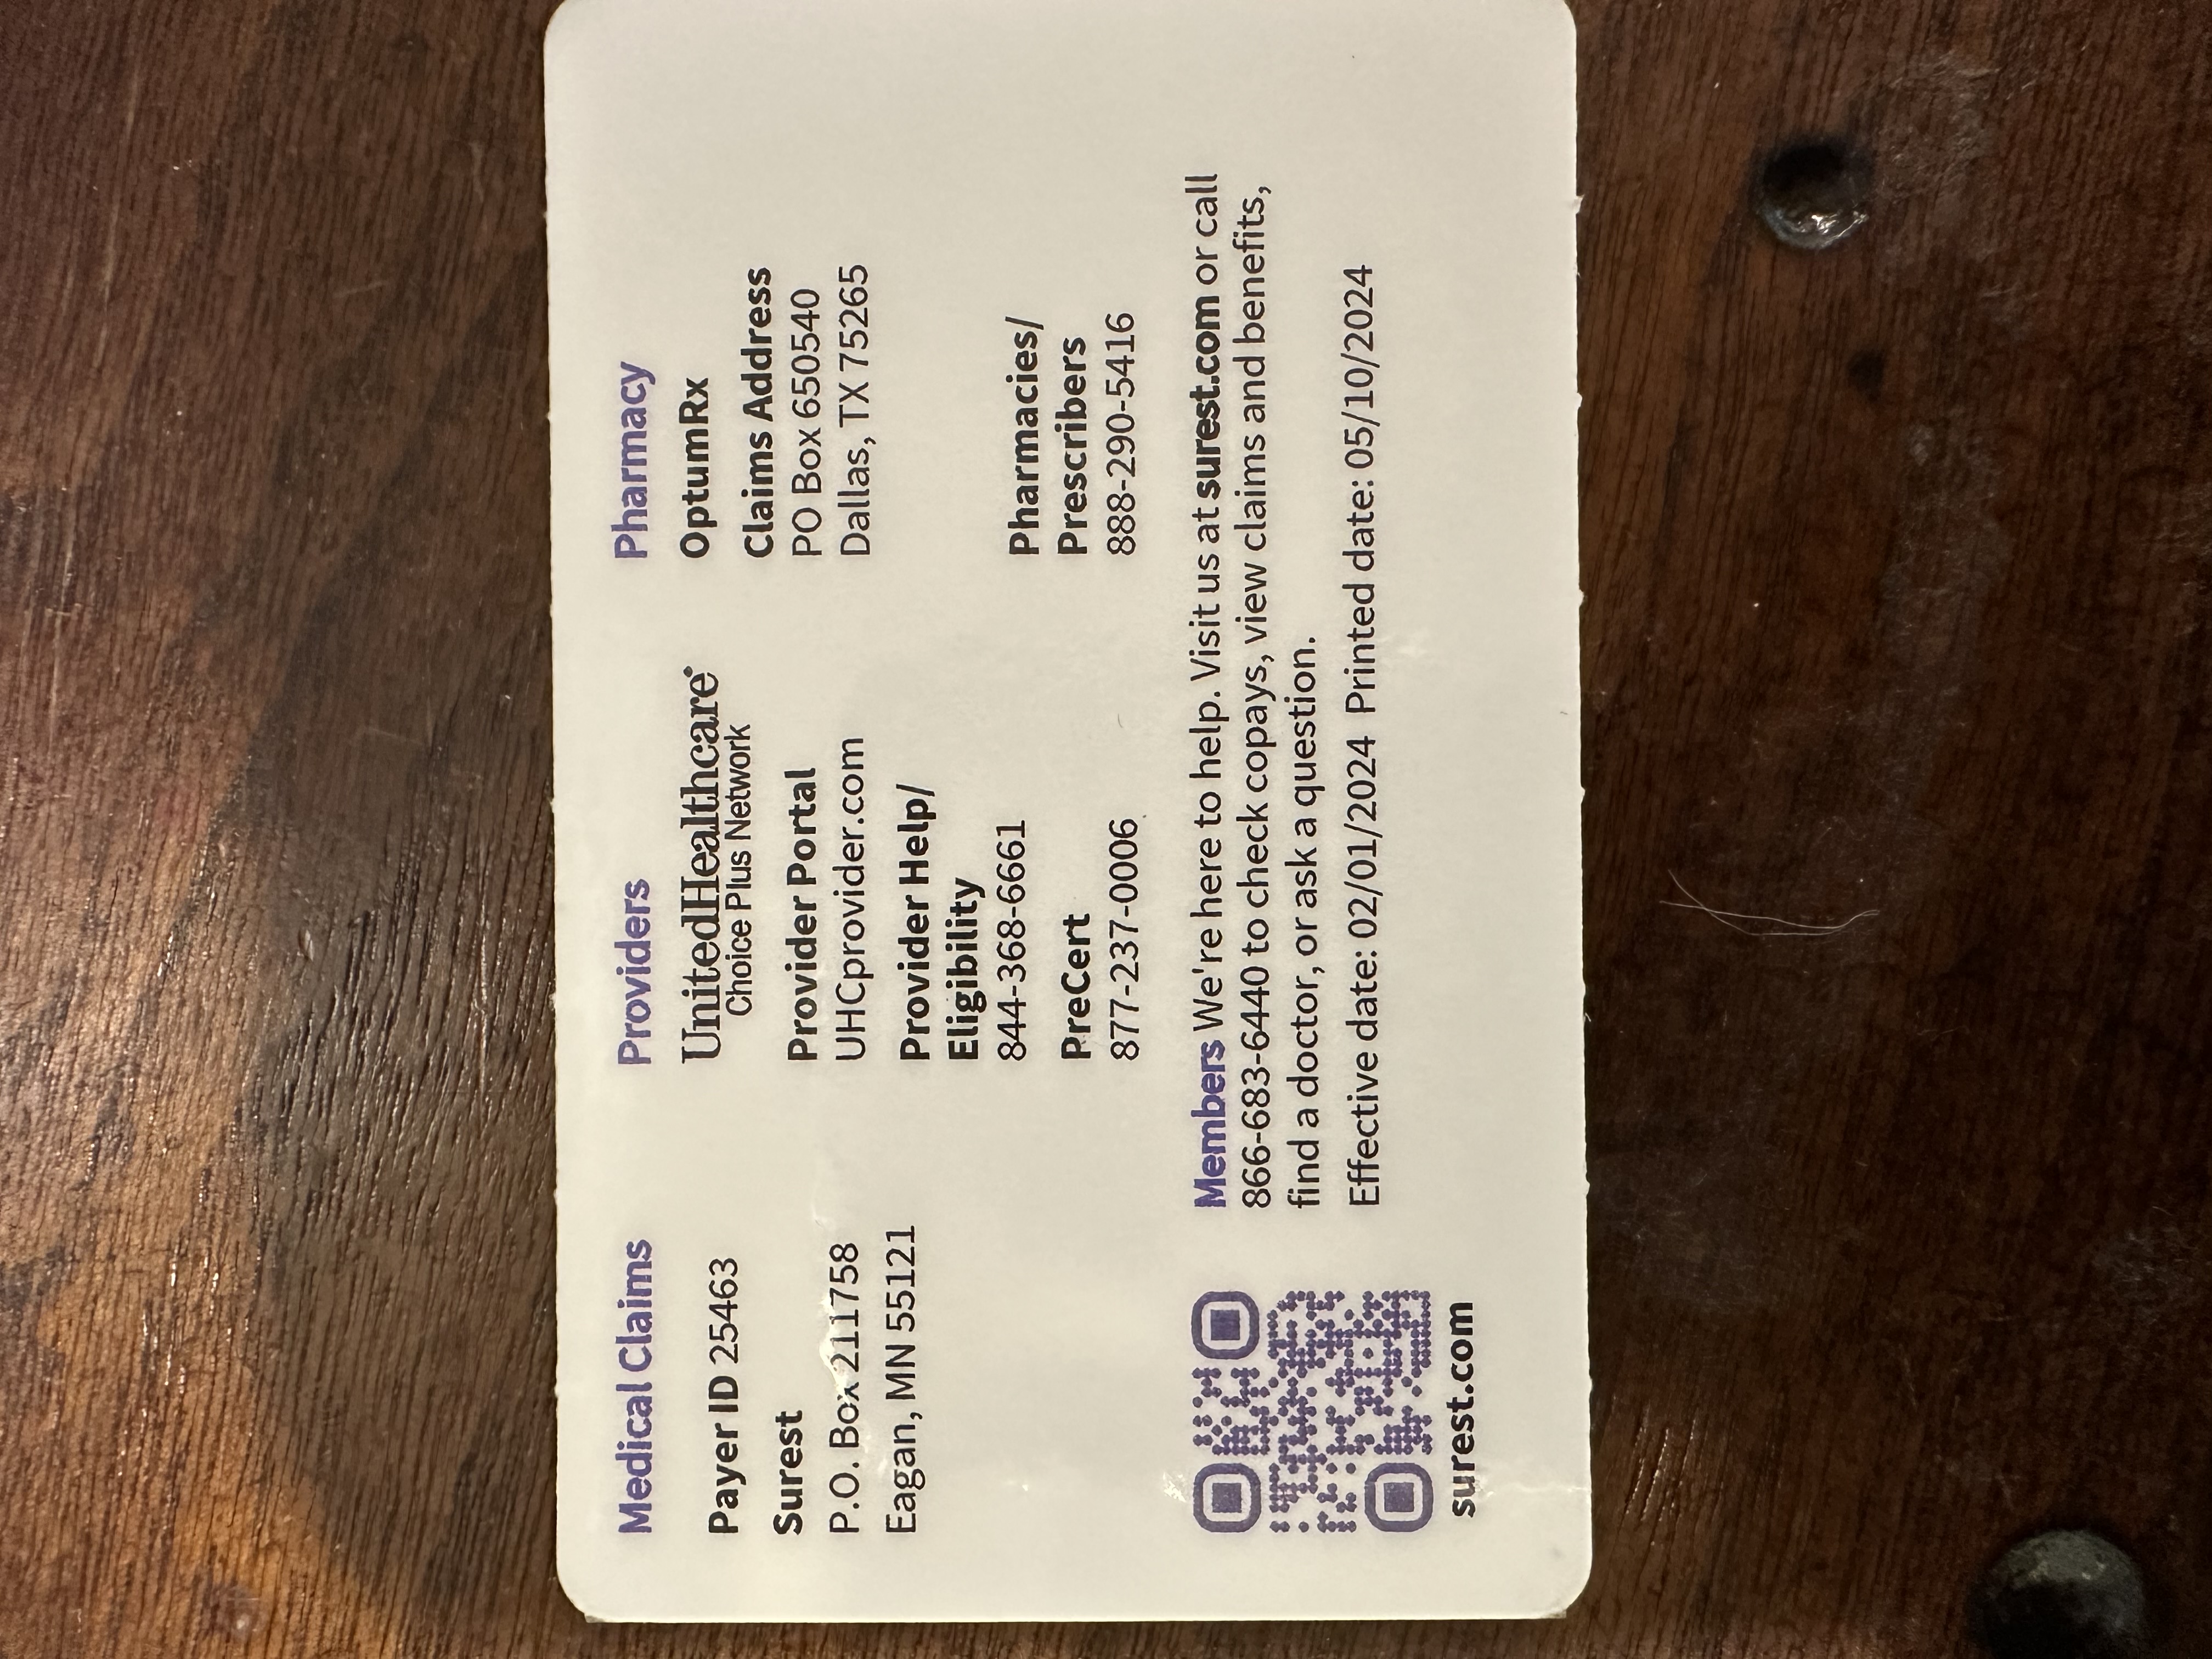 Medical Claims
Payer ID 25463
Surest
P.O. Box 211758
Eagan, MN 55121
Providers
UnitedHealthcare®
Choice Plus Network
Provider Portal
UHCprovider.com
Provider Help/
Eligibility
844-368-6661
PreCert
877-237-0006
Pharmacy
OptumRx
Claims Address
PO Box 650540
Dallas, TX 75265
Pharmacies/
Prescribers
888-290-5416
surest.com
Members We're here to help. Visit us at surest.com or call
866-683-6440 to check copays, view claims and benefits,
find a doctor, or ask a question.
Effective date: 02/01/2024 Printed date: 05/10/2024